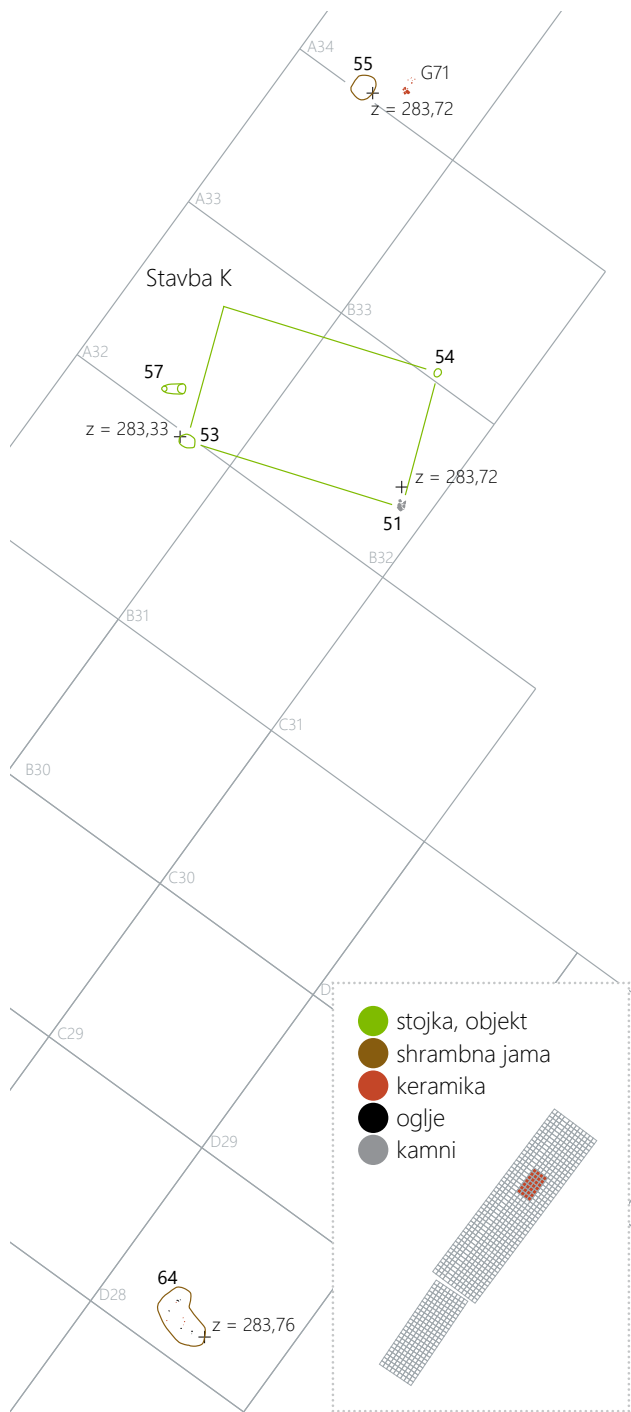 A34
55
G71
z = 283,72
A33
Stavba K
B33
A32
54
57
z = 283,33
53
z = 283,72
51
B32
B31
C31
B30
C30
D
stojka, objekt
shrambna jama
keramika
oglje
kamni
C29
D29
64
D28
z = 283,76